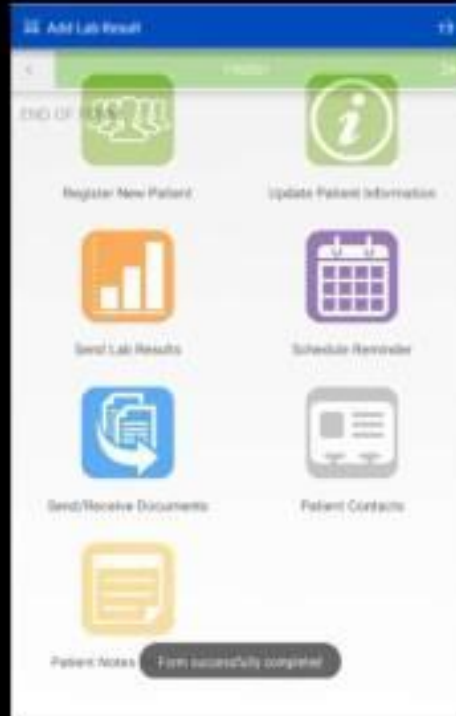 Add Lab Result
END OF FORM
Register New Patient
Update Patient Information
Send Lab Results
Schedule Reminder
Send/Receive Documents
Patient Contacts
Patient Notes
Form successfully completed